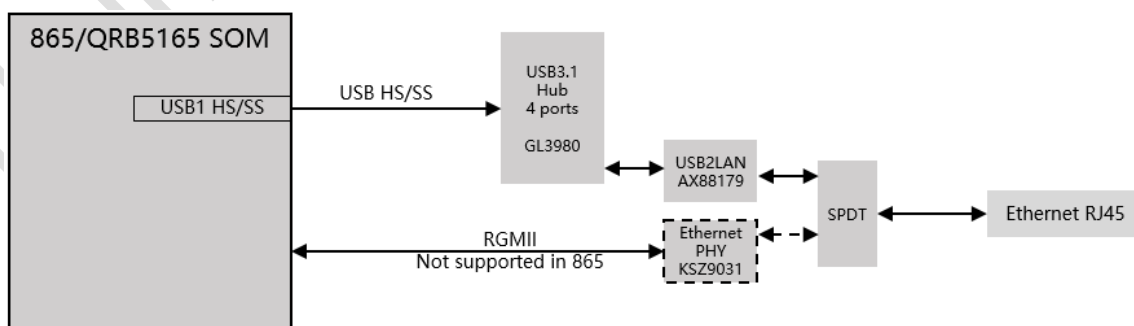 865/QRB5165 SOM
USB1 HS/SS
USB HS/SS
USB3.1
Hub
4 ports
GL3980
USB2LAN
AX88179
SPDT
Ethernet RJ45
RGMII
Not supported in 865
Ethernet
PHY
KSZ9031